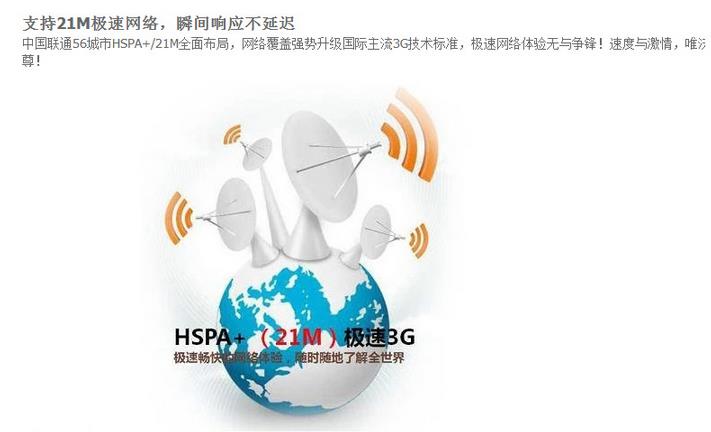 支持21M极速网络，瞬间响应不延迟
中国联通56城市HSPA+/21M全面布局，网络覆盖强势升级国际主流3G技术标准，极速网络体验无与争锋！速度与激情，唯
尊！
HSPA+（21M）极速3G
极速畅快的网络体验，随时随地了解全世界